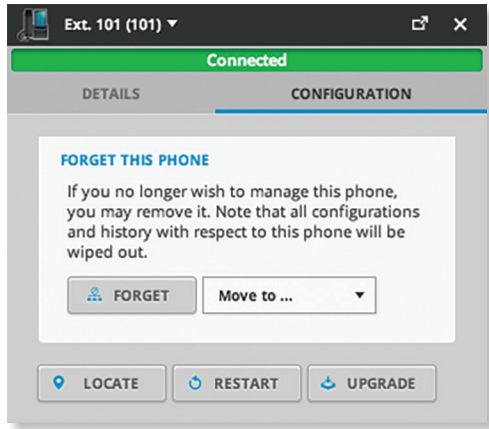 Ext. 101 (101)
Connected
DETAILS
CONFIGURATION
FORGET THIS PHONE
If you no longer wish to manage this phone,
you may remove it. Note that all configurations
and history with respect to this phone will be
wiped out.
FORGET
Move to ...
LOCATE
RESTART
UPGRADE